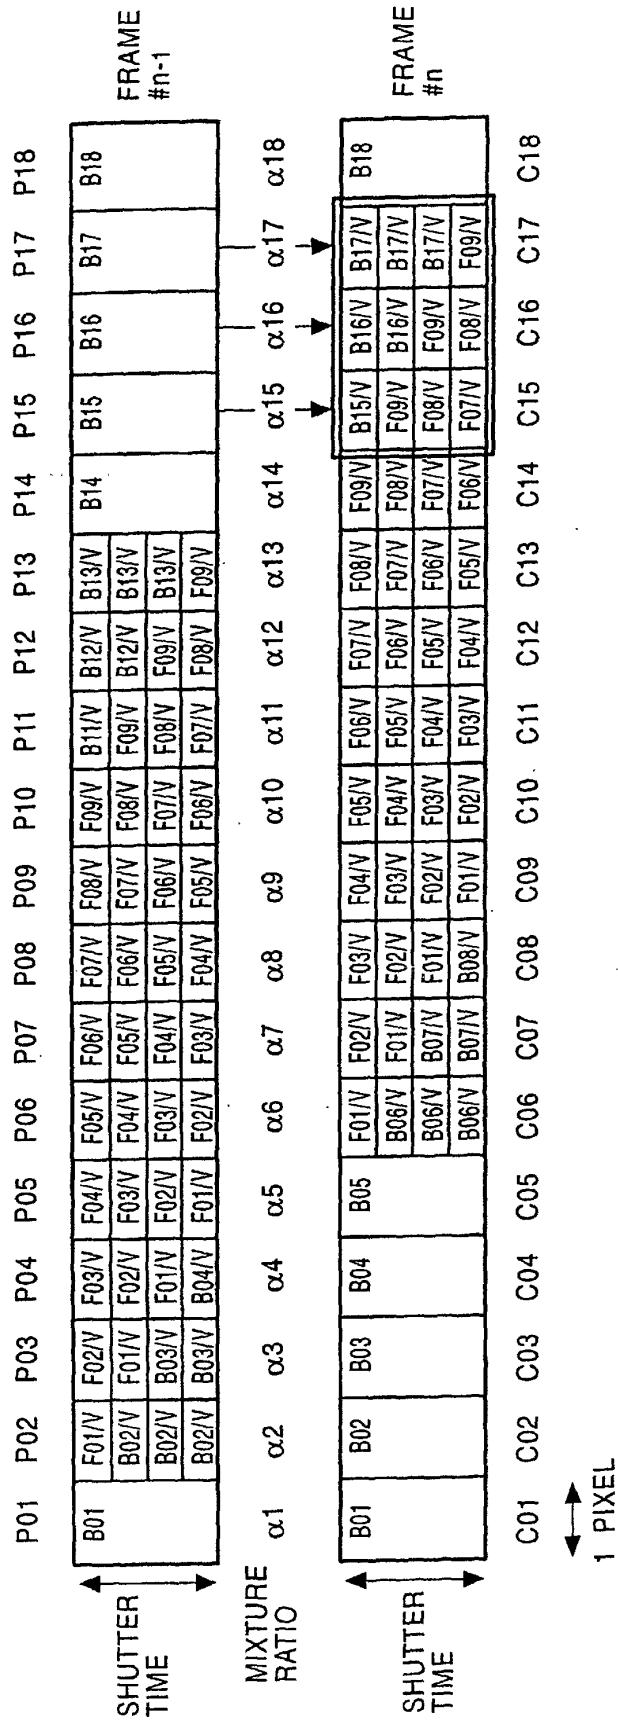 P01 P02 P03 P04 P05 P06 P07 P08 P09 P10 P11 P12 P13 P14 P15 P16 P17 P18
B01 F01/V F02/V F03/V F04/V F05/V F06/V F07/V F08/V F09/V B11/V B12/V B13/V B14 B15 B16 B17 B18
B02/V F01/V F02/V F03/V F04/V F05/V F06/V F07/V F08/V F09/V B12/V B13/V
B02/V B03/V F01/V F02/V F03/V F04/V F05/V F06/V F07/V F08/V F09/V B13/V
B02/V B03/V B04/V F01/V F02/V F03/V F04/V F05/V F06/V F07/V F08/V F09/V
SHUTTER
TIME
FRAME
#n-1
MIXTURE
RATIO
α1 α2 α3 α4 α5 α6 α7 α8 α9 α10 α11 α12 α13 α14 α15 α16 α17 α18
B01 B02 B03 B04 B05 F01/V F02/V F03/V F04/V F05/V F06/V F07/V F08/V F09/V B15/V B16/V B17/V B18
B06/V F01/V F02/V F03/V F04/V F05/V F06/V F07/V F08/V F09/V B16/V B17/V
B06/V B07/V F01/V F02/V F03/V F04/V F05/V F06/V F07/V F08/V F09/V B17/V
B06/V B07/V B08/V F01/V F02/V F03/V F04/V F05/V F06/V F07/V F08/V F09/V
SHUTTER
TIME
FRAME
#n
C01 C02 C03 C04 C05 C06 C07 C08 C09 C10 C11 C12 C13 C14 C15 C16 C17 C18
1 PIXEL